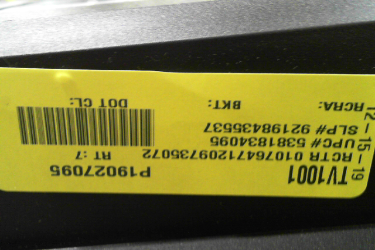 TV1001
P19027095
RCTR 01076471209735072
RT :7
UPC# 5381834095
SLP# 92198435537
12 - 15 - 19
RCRA:
BKT:
DOT CL: